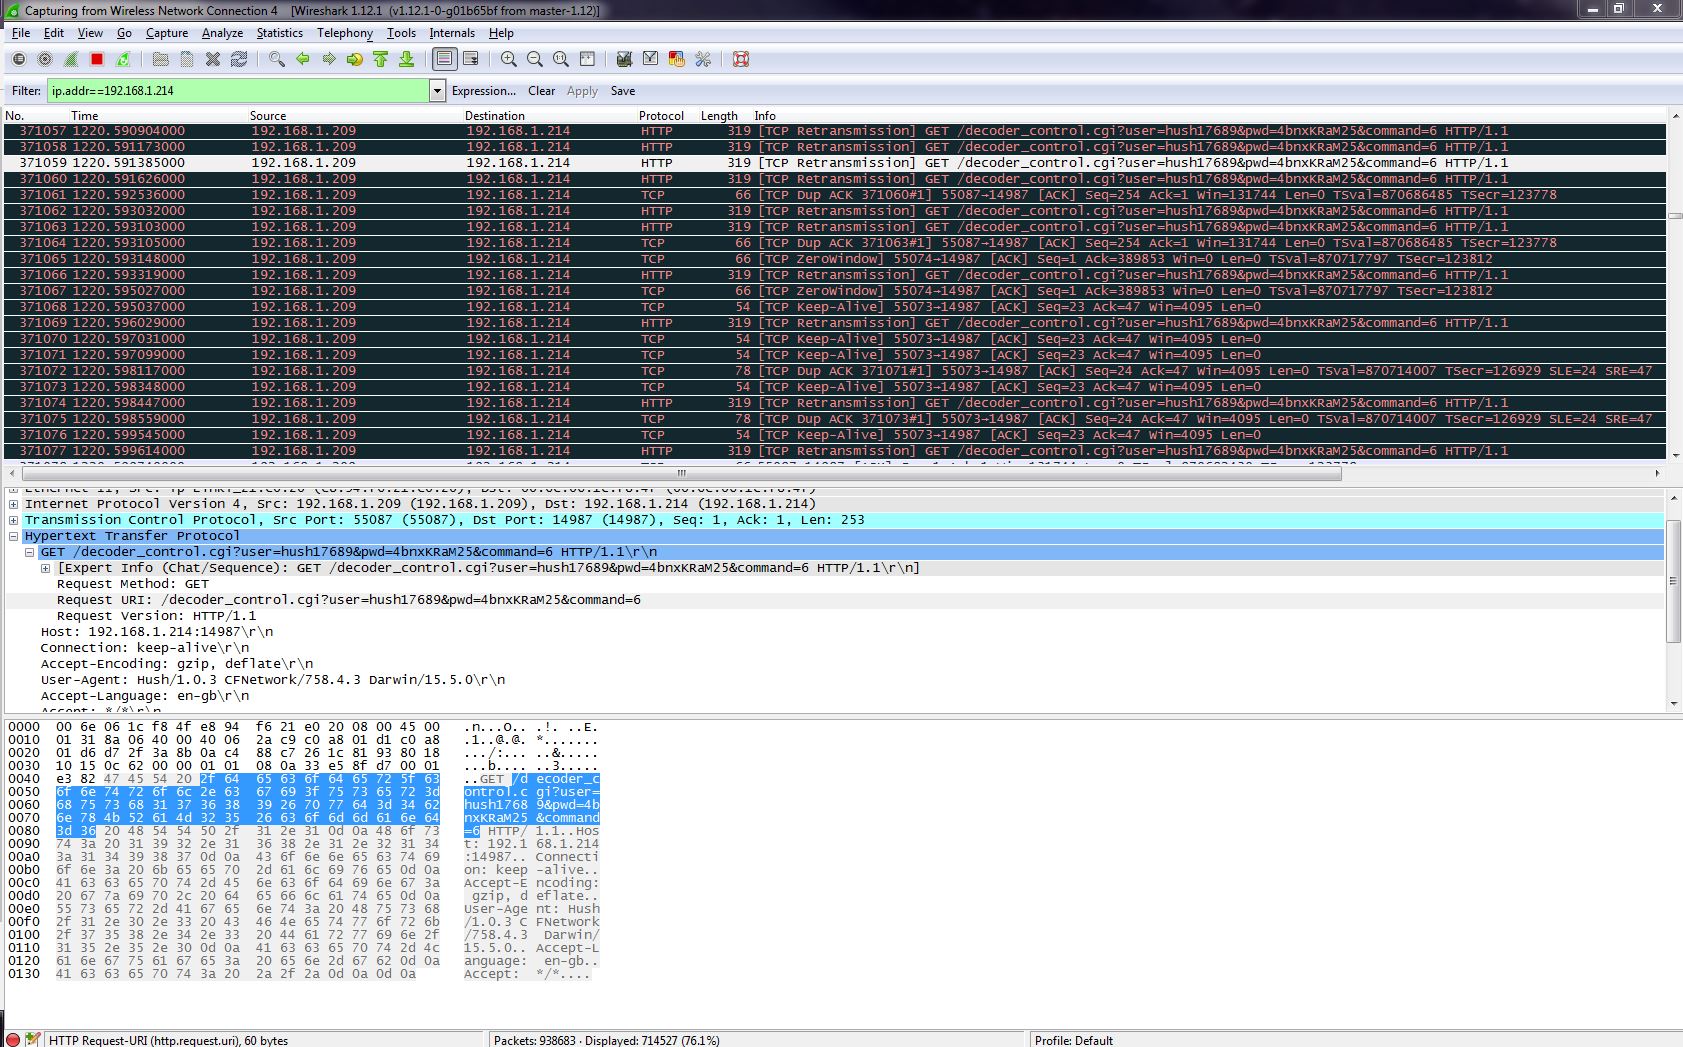 Capturing from Wireless Network Connection 4 [Wireshark 1.12.1 (v1.12.1-0-g01b65bf from master-1.12)]
File Edit View Go Capture Analyze Statistics Telephony Tools Internals Help
Filter: ip.addr==192.168.1.214 Expression... Clear Apply Save
No. Time Source Destination Protocol Length Info
371057 1220.590904000 192.168.1.209 192.168.1.214 HTTP 319 [TCP Retransmission] GET /decoder_control.cgi?user=hush17689&pwd=4bnxKRaM25&command=6 HTTP/1.1
371058 1220.591173000 192.168.1.209 192.168.1.214 HTTP 319 [TCP Retransmission] GET /decoder_control.cgi?user=hush17689&pwd=4bnxKRaM25&command=6 HTTP/1.1
371059 1220.591385000 192.168.1.209 192.168.1.214 HTTP 319 [TCP Retransmission] GET /decoder_control.cgi?user=hush17689&pwd=4bnxKRaM25&command=6 HTTP/1.1
371060 1220.591626000 192.168.1.209 192.168.1.214 HTTP 319 [TCP Retransmission] GET /decoder_control.cgi?user=hush17689&pwd=4bnxKRaM25&command=6 HTTP/1.1
371061 1220.592536000 192.168.1.209 192.168.1.214 TCP 66 [TCP Dup ACK 371060#1] 55087→14987 [ACK] Seq=254 Ack=1 Win=131744 Len=0 TSval=870686485 TSecr=123778
371062 1220.593032000 192.168.1.209 192.168.1.214 HTTP 319 [TCP Retransmission] GET /decoder_control.cgi?user=hush17689&pwd=4bnxKRaM25&command=6 HTTP/1.1
371063 1220.593103000 192.168.1.209 192.168.1.214 HTTP 319 [TCP Retransmission] GET /decoder_control.cgi?user=hush17689&pwd=4bnxKRaM25&command=6 HTTP/1.1
371064 1220.593105000 192.168.1.209 192.168.1.214 TCP 66 [TCP Dup ACK 371063#1] 55087→14987 [ACK] Seq=254 Ack=1 Win=131744 Len=0 TSval=870686485 TSecr=123778
371065 1220.593148000 192.168.1.209 192.168.1.214 TCP 66 [TCP ZeroWindow] 55074→14987 [ACK] Seq=1 Ack=389853 Win=0 Len=0 TSval=870717797 TSecr=123812
371066 1220.593319000 192.168.1.209 192.168.1.214 HTTP 319 [TCP Retransmission] GET /decoder_control.cgi?user=hush17689&pwd=4bnxKRaM25&command=6 HTTP/1.1
371067 1220.595027000 192.168.1.209 192.168.1.214 TCP 66 [TCP ZeroWindow] 55074→14987 [ACK] Seq=1 Ack=389853 Win=0 Len=0 TSval=870717797 TSecr=123812
371068 1220.595037000 192.168.1.209 192.168.1.214 TCP 54 [TCP Keep-Alive] 55073→14987 [ACK] Seq=23 Ack=47 Win=4095 Len=0
371069 1220.596029000 192.168.1.209 192.168.1.214 HTTP 319 [TCP Retransmission] GET /decoder_control.cgi?user=hush17689&pwd=4bnxKRaM25&command=6 HTTP/1.1
371070 1220.597031000 192.168.1.209 192.168.1.214 TCP 54 [TCP Keep-Alive] 55073→14987 [ACK] Seq=23 Ack=47 Win=4095 Len=0
371071 1220.597099000 192.168.1.209 192.168.1.214 TCP 54 [TCP Keep-Alive] 55073→14987 [ACK] Seq=23 Ack=47 Win=4095 Len=0
371072 1220.598117000 192.168.1.209 192.168.1.214 TCP 78 [TCP Dup ACK 371071#1] 55073→14987 [ACK] Seq=24 Ack=47 Win=4095 Len=0 TSval=870714007 TSecr=126929 SLE=24 SRE=47
371073 1220.598348000 192.168.1.209 192.168.1.214 TCP 54 [TCP Keep-Alive] 55073→14987 [ACK] Seq=23 Ack=47 Win=4095 Len=0
371074 1220.598447000 192.168.1.209 192.168.1.214 HTTP 319 [TCP Retransmission] GET /decoder_control.cgi?user=hush17689&pwd=4bnxKRaM25&command=6 HTTP/1.1
371075 1220.598559000 192.168.1.209 192.168.1.214 TCP 78 [TCP Dup ACK 371073#1] 55073→14987 [ACK] Seq=24 Ack=47 Win=4095 Len=0 TSval=870714007 TSecr=126929 SLE=24 SRE=47
371076 1220.599545000 192.168.1.209 192.168.1.214 TCP 54 [TCP Keep-Alive] 55073→14987 [ACK] Seq=23 Ack=47 Win=4095 Len=0
371077 1220.599614000 192.168.1.209 192.168.1.214 HTTP 319 [TCP Retransmission] GET /decoder_control.cgi?user=hush17689&pwd=4bnxKRaM25&command=6 HTTP/1.1
Internet Protocol Version 4, Src: 192.168.1.209 (192.168.1.209), Dst: 192.168.1.214 (192.168.1.214)
Transmission Control Protocol, Src Port: 55087 (55087), Dst Port: 14987 (14987), Seq: 1, Ack: 1, Len: 253
Hypertext Transfer Protocol
GET /decoder_control.cgi?user=hush17689&pwd=4bnxKRaM25&command=6 HTTP/1.1\r\n
[Expert Info (Chat/Sequence): GET /decoder_control.cgi?user=hush17689&pwd=4bnxKRaM25&command=6 HTTP/1.1\r\n]
Request Method: GET
Request URI: /decoder_control.cgi?user=hush17689&pwd=4bnxKRaM25&command=6
Request Version: HTTP/1.1
Host: 192.168.1.214:14987\r\n
Connection: keep-alive\r\n
Accept-Encoding: gzip, deflate\r\n
User-Agent: Hush/1.0.3 CFNetwork/758.4.3 Darwin/15.5.0\r\n
Accept-Language: en-gb\r\n
Accept: */*\r\n
0000 00 6e 06 1c f8 4f e8 94 f6 21 e0 20 08 00 45 00 .n...O.. .!. ..E.
0010 01 31 8a 06 40 00 40 06 2a c9 c0 a8 01 d1 c0 a8 .1..@.@. *.......
0020 01 d6 d7 2f 3a 8b 0a c4 88 c7 26 1c 81 93 80 18 .../:... ..&.....
0030 10 15 0c 62 00 00 01 01 08 0a 33 e5 8f d7 00 01 ...b.... ..3.....
0040 e3 82 47 45 54 20 2f 64 65 63 6f 64 65 72 5f 63 ..GET /d ecoder_c
0050 6f 6e 74 72 6f 6c 2e 63 67 69 3f 75 73 65 72 3d ontrol.c gi?user=
0060 68 75 73 68 31 37 36 38 39 26 70 77 64 3d 34 62 hush1768 9&pwd=4b
0070 6e 78 4b 52 61 4d 32 35 26 63 6f 6d 6d 61 6e 64 nxKRaM25 &command
0080 3d 36 20 48 54 54 50 2f 31 2e 31 0d 0a 48 6f 73 =6 HTTP/ 1.1..Hos
0090 74 3a 20 31 39 32 2e 31 36 38 2e 31 2e 32 31 34 t: 192.1 68.1.214
00a0 3a 31 34 39 38 37 0d 0a 43 6f 6e 6e 65 63 74 69 :14987.. Connecti
00b0 6f 6e 3a 20 6b 65 65 70 2d 61 6c 69 76 65 0d 0a on: keep -alive..
00c0 41 63 63 65 70 74 2d 45 6e 63 6f 64 69 6e 67 3a Accept-E ncoding:
00d0 20 67 7a 69 70 2c 20 64 65 66 6c 61 74 65 0d 0a gzip, d eflate..
00e0 55 73 65 72 2d 41 67 65 6e 74 3a 20 48 75 73 68 User-Age nt: Hush
00f0 2f 31 2e 30 2e 33 20 43 46 4e 65 74 77 6f 72 6b /1.0.3 C FNetwork
0100 2f 37 35 38 2e 34 2e 33 20 44 61 72 77 69 6e 2f /758.4.3 Darwin/
0110 31 35 2e 35 2e 30 0d 0a 41 63 63 65 70 74 2d 4c 15.5.0.. Accept-L
0120 61 6e 67 75 61 67 65 3a 20 65 6e 2d 67 62 0d 0a anguage: en-gb..
0130 41 63 63 65 70 74 3a 20 2a 2f 2a 0d 0a 0d 0a Accept: */*....
HTTP Request-URI (http.request.uri), 60 bytes Packets: 938683 · Displayed: 714527 (76.1%) Profile: Default